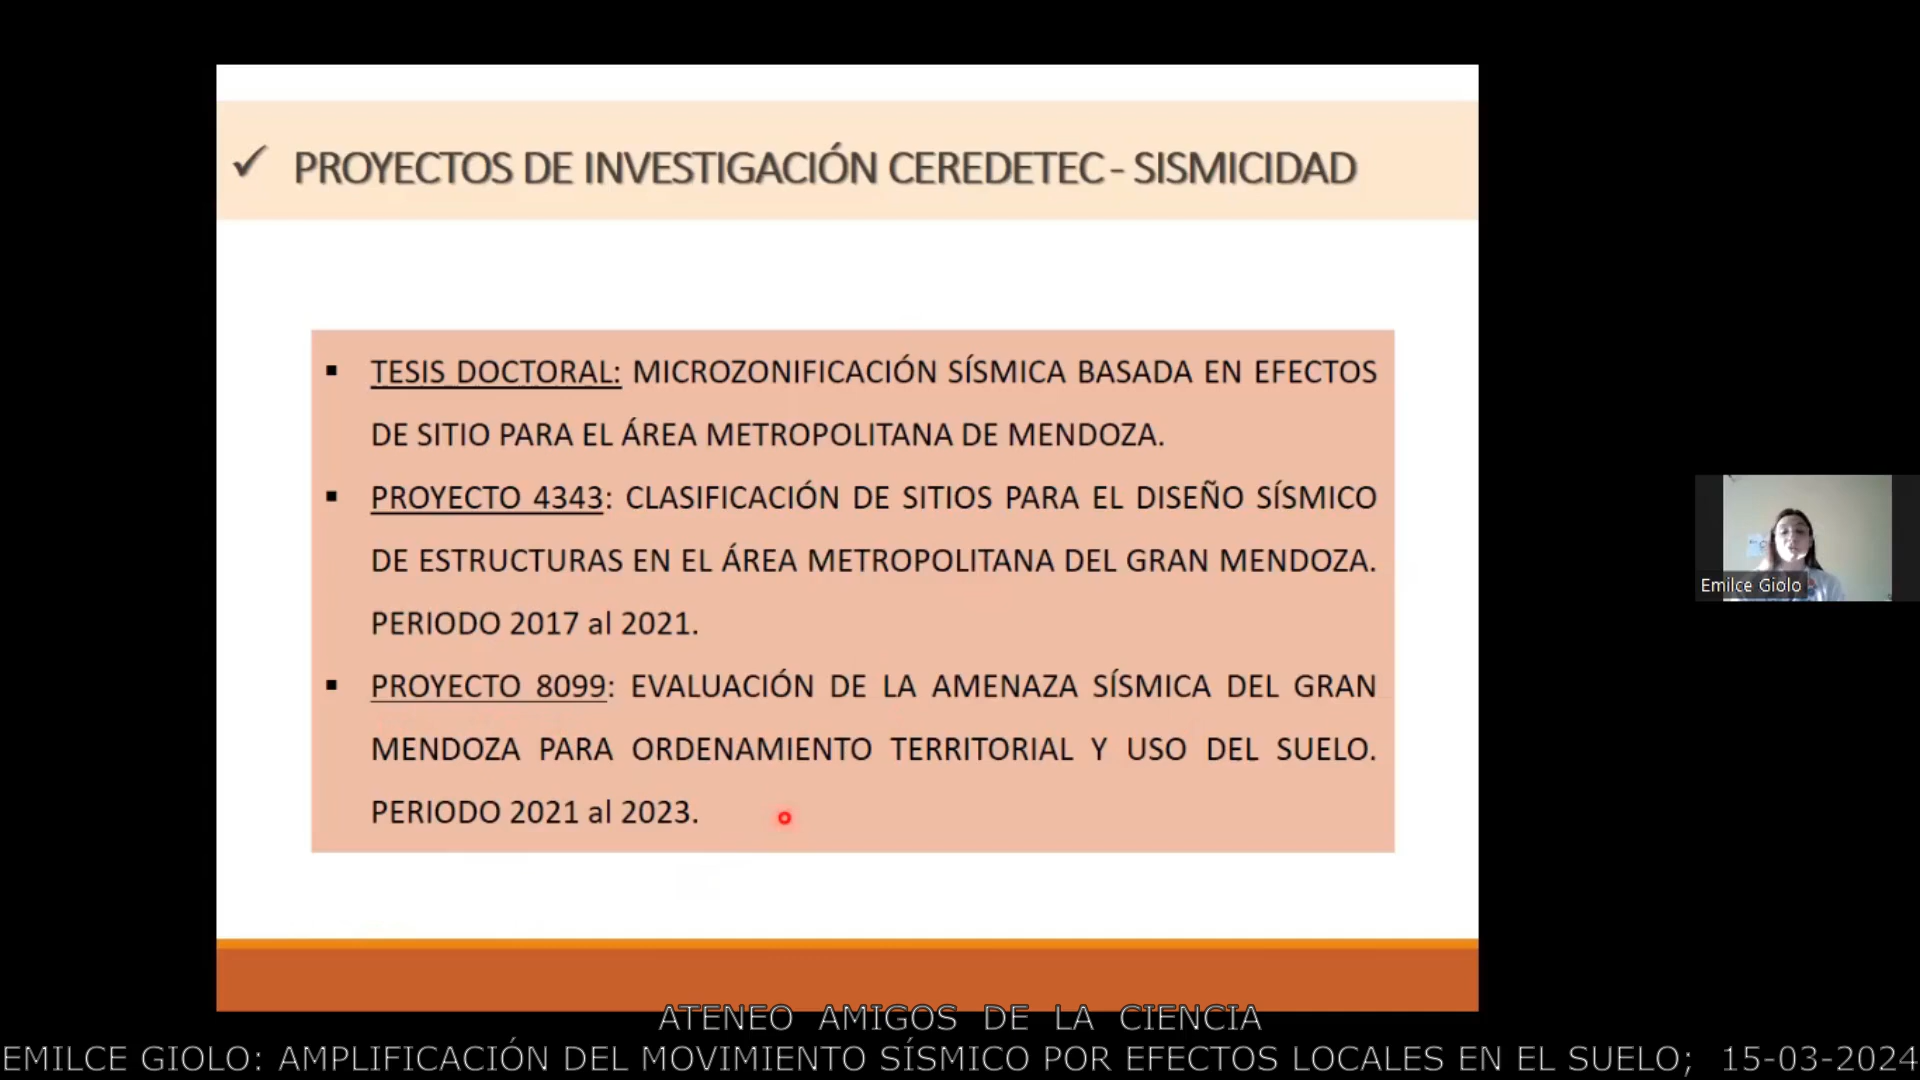 ✓ PROYECTOS DE INVESTIGACIÓN CEREDETEC - SISMICIDAD
▪ TESIS DOCTORAL: MICROZONIFICACIÓN SÍSMICA BASADA EN EFECTOS
DE SITIO PARA EL ÁREA METROPOLITANA DE MENDOZA.
▪ PROYECTO 4343: CLASIFICACIÓN DE SITIOS PARA EL DISEÑO SÍSMICO
DE ESTRUCTURAS EN EL ÁREA METROPOLITANA DEL GRAN MENDOZA.
PERIODO 2017 al 2021.
▪ PROYECTO 8099: EVALUACIÓN DE LA AMENAZA SÍSMICA DEL GRAN
MENDOZA PARA ORDENAMIENTO TERRITORIAL Y USO DEL SUELO.
PERIODO 2021 al 2023.
Emilce Giolo
ATENEO AMIGOS DE LA CIENCIA
EMILCE GIOLO: AMPLIFICACIÓN DEL MOVIMIENTO SÍSMICO POR EFECTOS LOCALES EN EL SUELO; 15-03-2024